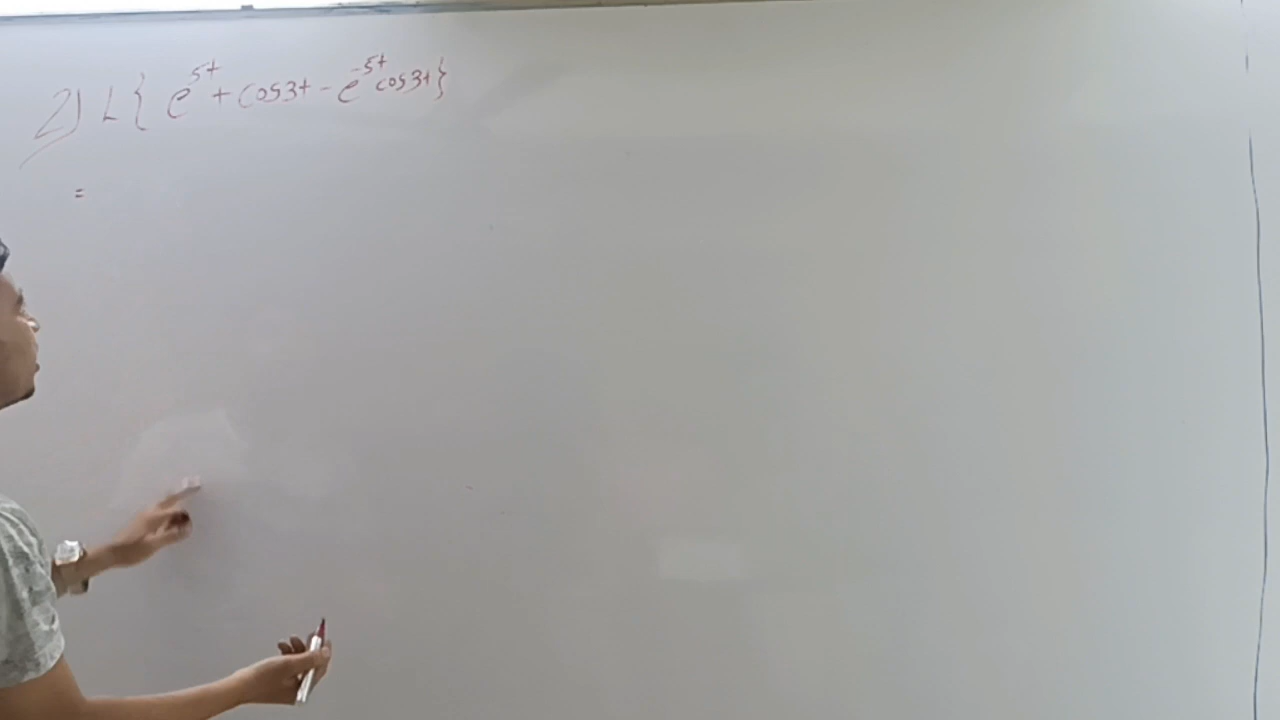 2) L{ e^5t + cos3t - e^-5t cos3t }
=